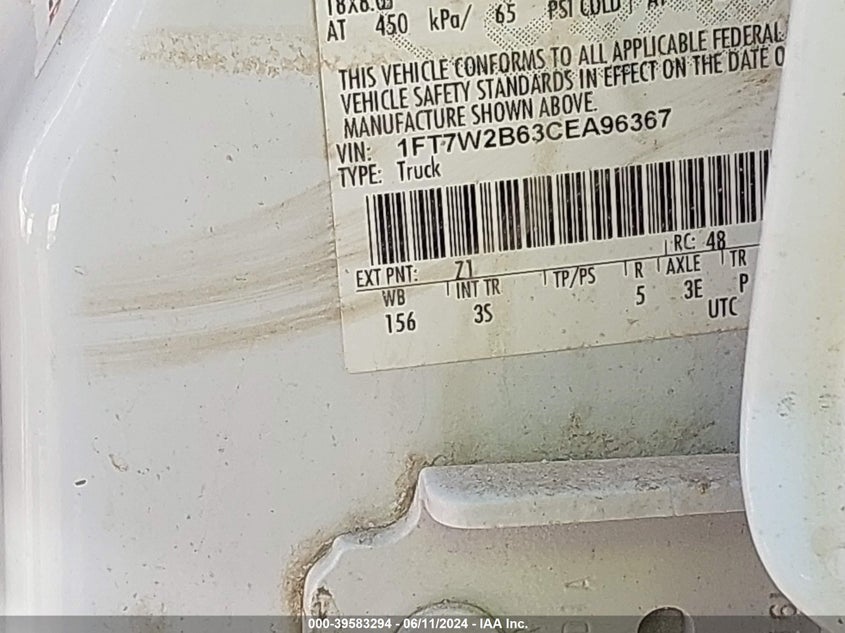 18X8.0J
AT 450 kPa/ 65 PSI COLD
THIS VEHICLE CONFORMS TO ALL APPLICABLE FEDERAL
VEHICLE SAFETY STANDARDS IN EFFECT ON THE DATE O
MANUFACTURE SHOWN ABOVE.
VIN: 1FT7W2B63CEA96367
TYPE: Truck
RC: 48
EXT PNT: Z1
WB INT TR TP/PS R AXLE TR
156 3S 5 3E P
UTC
000-39583294 - 06/11/2024 - IAA Inc.